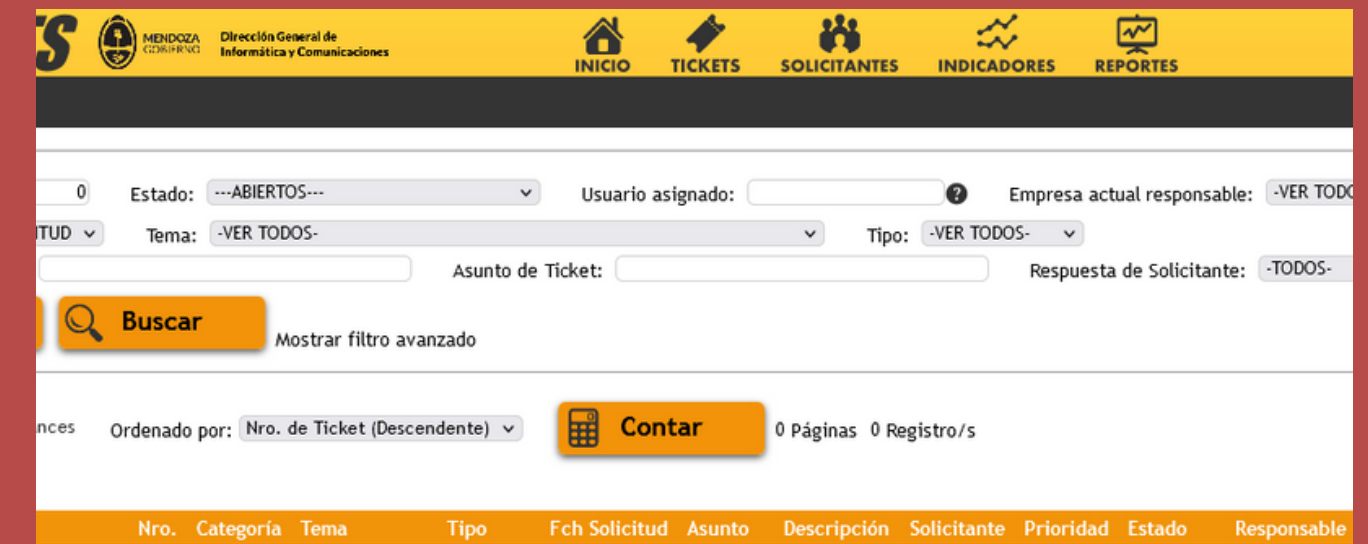 TS MENDOZA GOBIERNO Dirección General de Informática y Comunicaciones
INICIO TICKETS SOLICITANTES INDICADORES REPORTES
0 Estado: ---ABIERTOS--- Usuario asignado: ? Empresa actual responsable: -VER TODO
ITUD Tema: -VER TODOS- Tipo: -VER TODOS-
Asunto de Ticket: Respuesta de Solicitante: -TODOS-
Buscar Mostrar filtro avanzado
nces Ordenado por: Nro. de Ticket (Descendente) Contar 0 Páginas 0 Registro/s
Nro. Categoría Tema Tipo Fch Solicitud Asunto Descripción Solicitante Prioridad Estado Responsable